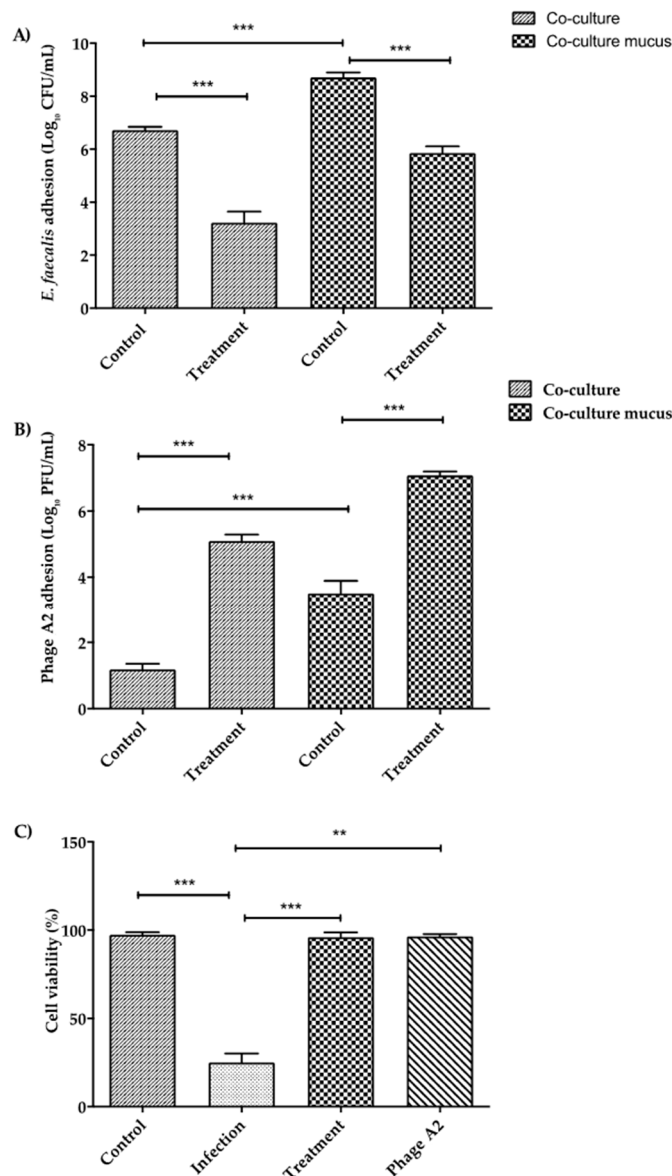 Co-culture
Co-culture mucus
A)
E. faecalis adhesion (Log₁₀ CFU/mL)
10
8
6
4
2
0
***
***
***
Control
Treatment
Control
Treatment
Co-culture
Co-culture mucus
B)
Phage A2 adhesion (Log₁₀ PFU/mL)
8
6
4
2
0
***
***
***
Control
Treatment
Control
Treatment
C)
Cell viability (%)
150
100
50
0
**
***
***
Control
Infection
Treatment
Phage A2